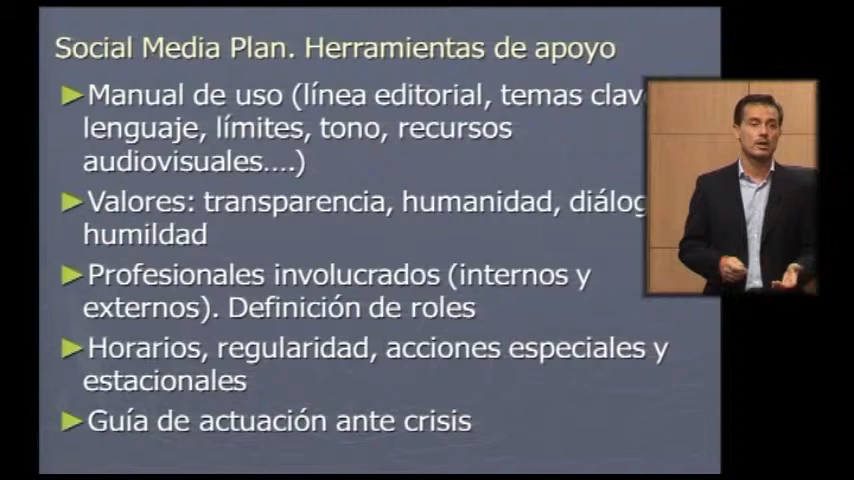 Social Media Plan. Herramientas de apoyo
Manual de uso (línea editorial, temas
lenguaje, límites, tono, recursos
audiovisuales....)
Valores: transparencia, humanidad,
humildad
Profesionales involucrados (internos y
externos). Definición de roles
Horarios, regularidad, acciones especiales y
estacionales
Guía de actuación ante crisis